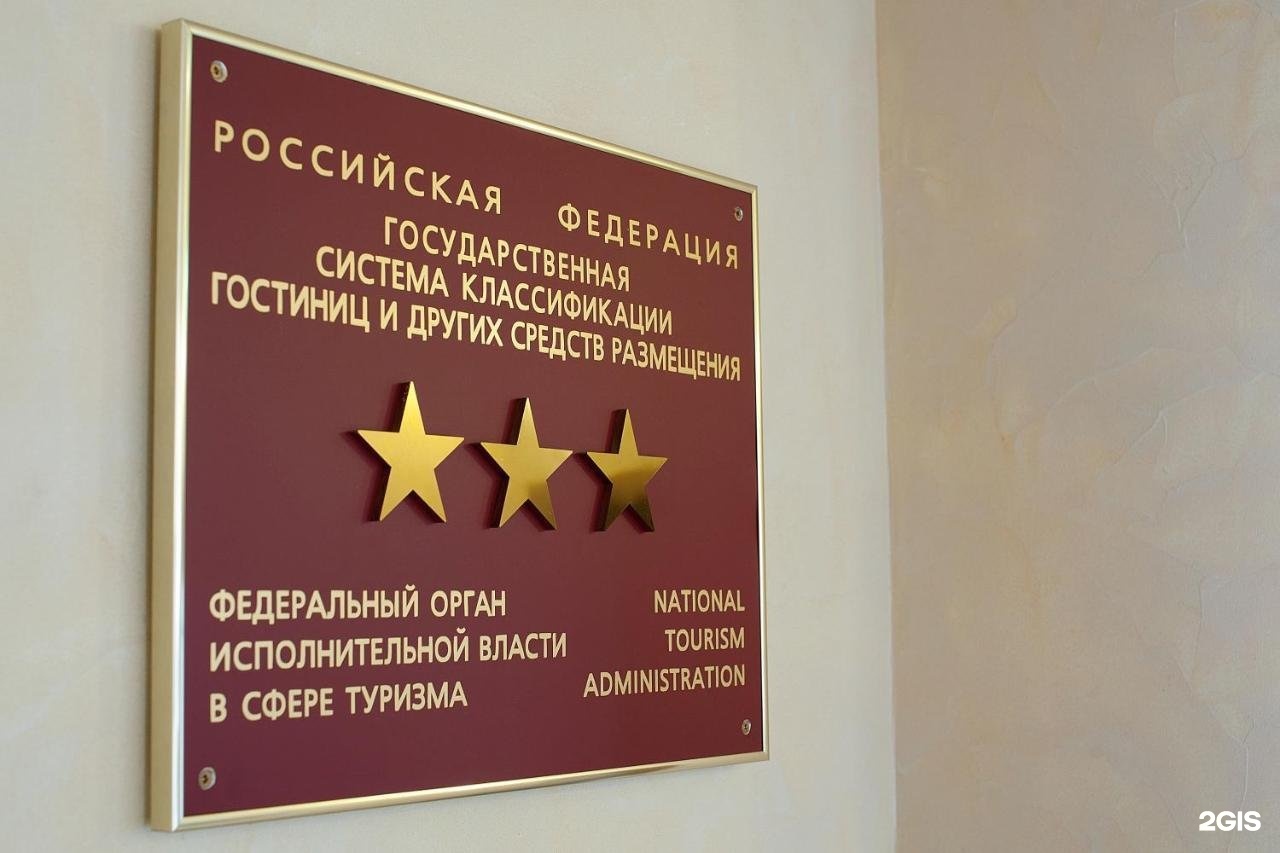 РОССИЙСКАЯ ФЕДЕРАЦИЯ
ГОСУДАРСТВЕННАЯ
СИСТЕМА КЛАССИФИКАЦИИ
ГОСТИНИЦ И ДРУГИХ СРЕДСТВ РАЗМЕЩЕНИЯ
ФЕДЕРАЛЬНЫЙ ОРГАН
ИСПОЛНИТЕЛЬНОЙ ВЛАСТИ
В СФЕРЕ ТУРИЗМА
NATIONAL
TOURISM
ADMINISTRATION
2GIS